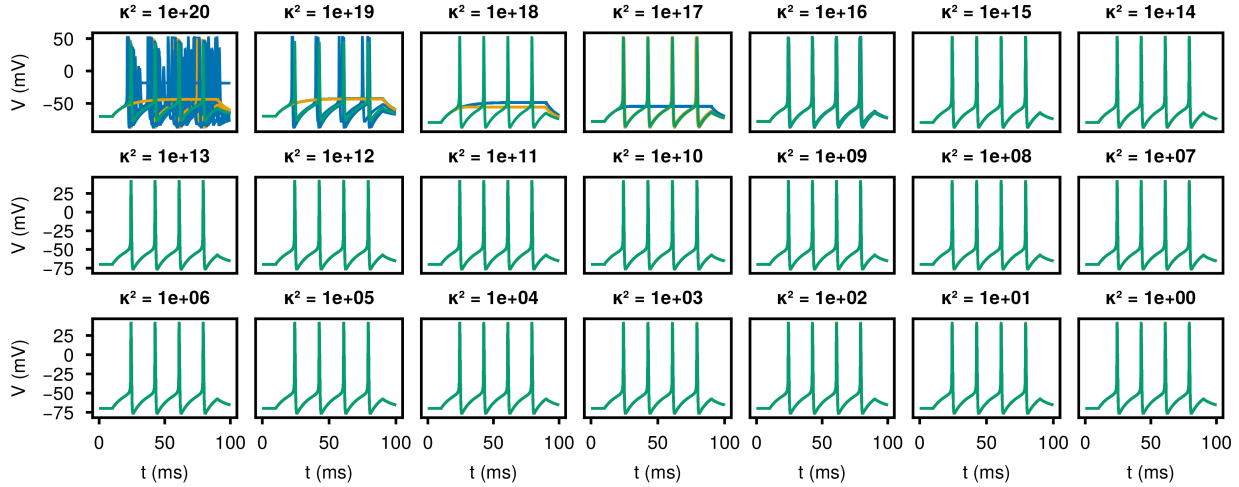 κ² = 1e+20 κ² = 1e+19 κ² = 1e+18 κ² = 1e+17 κ² = 1e+16 κ² = 1e+15 κ² = 1e+14
V (mV)
50
0
−50
κ² = 1e+13 κ² = 1e+12 κ² = 1e+11 κ² = 1e+10 κ² = 1e+09 κ² = 1e+08 κ² = 1e+07
V (mV)
25
0
−25
−50
−75
κ² = 1e+06 κ² = 1e+05 κ² = 1e+04 κ² = 1e+03 κ² = 1e+02 κ² = 1e+01 κ² = 1e+00
V (mV)
25
0
−25
−50
−75
0 50 100 0 50 100 0 50 100 0 50 100 0 50 100 0 50 100 0 50 100
t (ms) t (ms) t (ms) t (ms) t (ms) t (ms) t (ms)